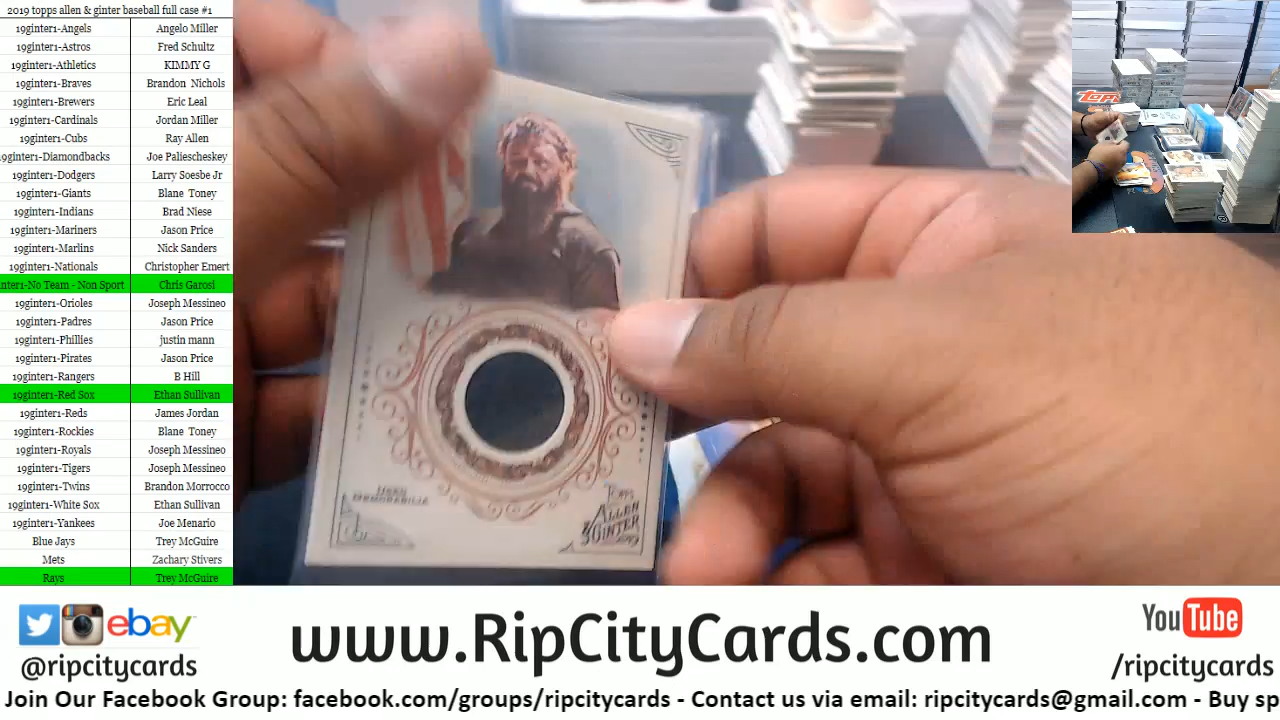 2019 topps allen & ginter baseball full case #1
19ginter1-Angels Angelo Miller
19ginter1-Astros Fred Schultz
19ginter1-Athletics KIMMY G
19ginter1-Braves Brandon Nichols
19ginter1-Brewers Eric Leal
19ginter1-Cardinals Jordan Miller
19ginter1-Cubs Ray Allen
9ginter1-Diamondbacks Joe Paliescheskey
19ginter1-Dodgers Larry Soesbe Jr
19ginter1-Giants Blane Toney
19ginter1-Indians Brad Niese
19ginter1-Mariners Jason Price
19ginter1-Marlins Nick Sanders
19ginter1-Nationals Christopher Emert
nter1-No Team - Non Sport Chris Garosi
19ginter1-Orioles Joseph Messineo
19ginter1-Padres Jason Price
19ginter1-Phillies justin mann
19ginter1-Pirates Jason Price
19ginter1-Rangers B Hill
19ginter1-Red Sox Ethan Sullivan
19ginter1-Reds James Jordan
19ginter1-Rockies Blane Toney
19ginter1-Royals Joseph Messineo
19ginter1-Tigers Joseph Messineo
19ginter1-Twins Brandon Morrocco
19ginter1-White Sox Ethan Sullivan
19ginter1-Yankees Joe Menario
Blue Jays Trey McGuire
Mets Zachary Stivers
Rays Trey McGuire
TOPPS
MEMORABILIA
TOPPS
ALLEN
& GINTER
ebay
@ripcitycards
www.RipCityCards.com
YouTube
/ripcitycards
Join Our Facebook Group: facebook.com/groups/ripcitycards - Contact us via email: ripcitycards@gmail.com - Buy sp